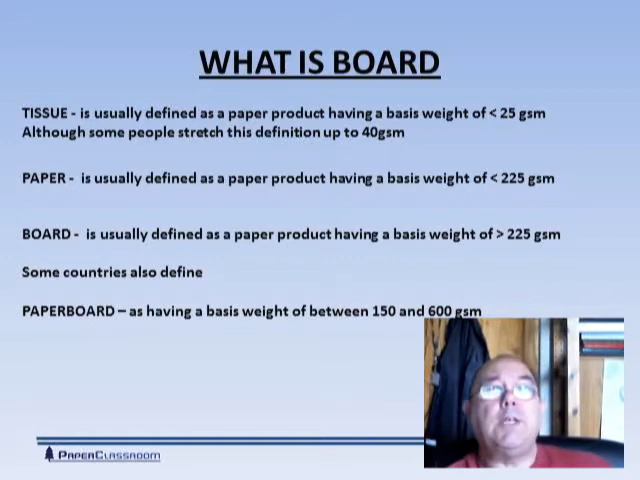 WHAT IS BOARD
TISSUE - is usually defined as a paper product having a basis weight of < 25 gsm
Although some people stretch this definition up to 40gsm
PAPER - is usually defined as a paper product having a basis weight of < 225 gsm
BOARD - is usually defined as a paper product having a basis weight of > 225 gsm
Some countries also define
PAPERBOARD – as having a basis weight of between 150 and 600 gsm
PAPERCLASSROOM